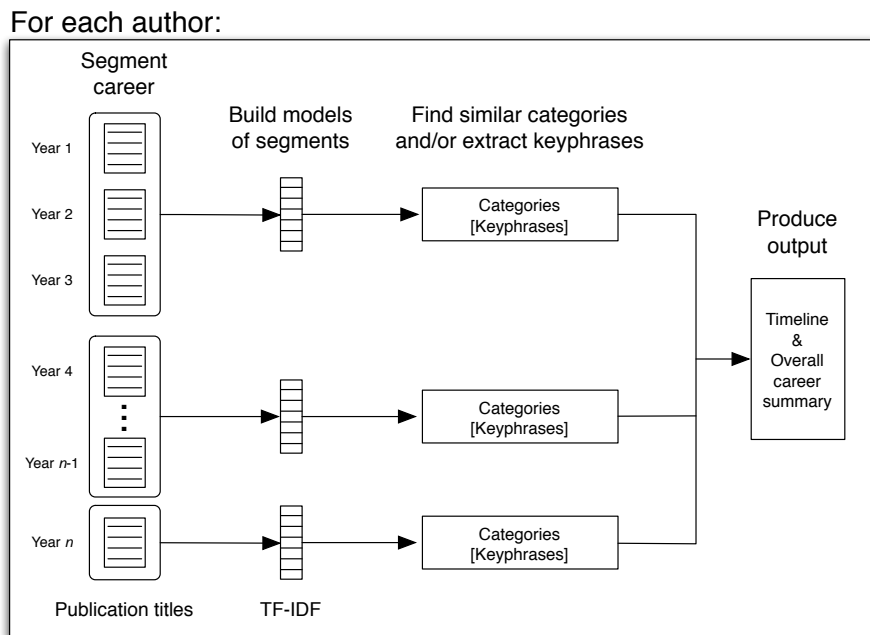 For each author:
Segment
career
Build models
of segments
Find similar categories
and/or extract keyphrases
Produce
output
Year 1
Year 2
Year 3
Year 4
Year n-1
Year n
Categories
[Keyphrases]
Categories
[Keyphrases]
Categories
[Keyphrases]
Timeline
&
Overall
career
summary
Publication titles
TF-IDF